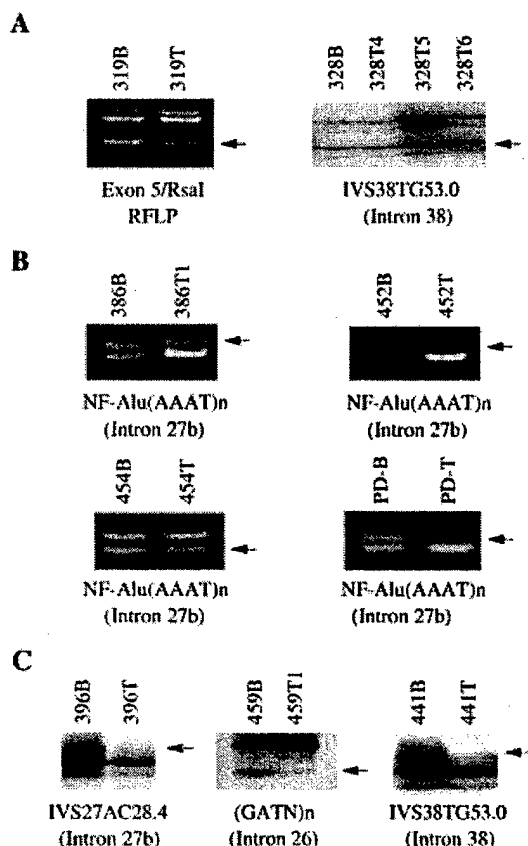 A
319B 319T
328B 328T4 328T5 328T6
Exon 5/RsaI
RFLP
IVS38TG53.0
(Intron 38)
B
386B 386T1
452B 452T
NF-Alu(AAAT)n
(Intron 27b)
NF-Alu(AAAT)n
(Intron 27b)
454B 454T
PD-B PD-T
NF-Alu(AAAT)n
(Intron 27b)
NF-Alu(AAAT)n
(Intron 27b)
C
396B 396T
459B 459T1
441B 441T
IVS27AC28.4
(Intron 27b)
(GATN)n
(Intron 26)
IVS38TG53.0
(Intron 38)